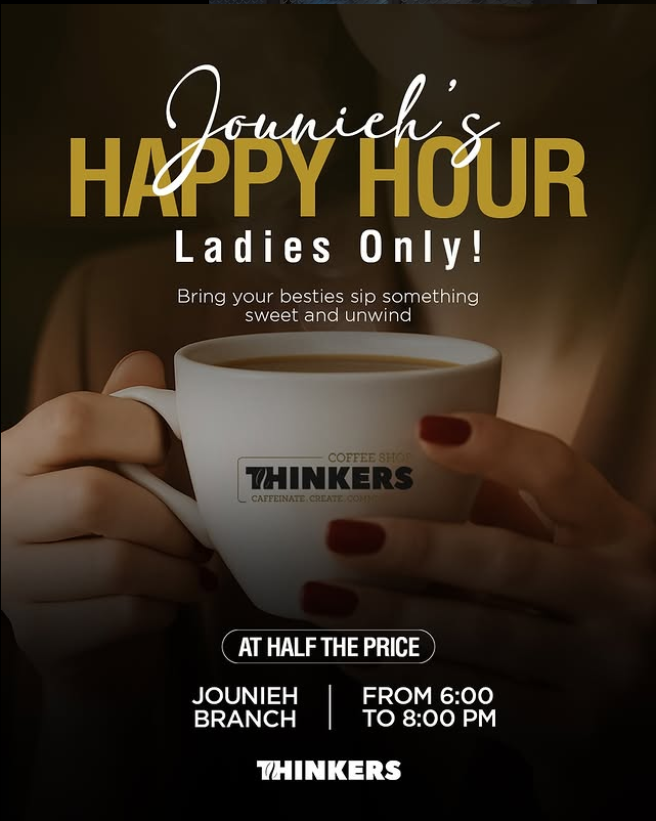 Jounieh's
HAPPY HOUR
Ladies Only!
Bring your besties sip something
sweet and unwind
COFFEE SHOP
THINKERS
CAFFEINATE. CREATE.
AT HALF THE PRICE
JOUNIEH
BRANCH
FROM 6:00
TO 8:00 PM
THINKERS